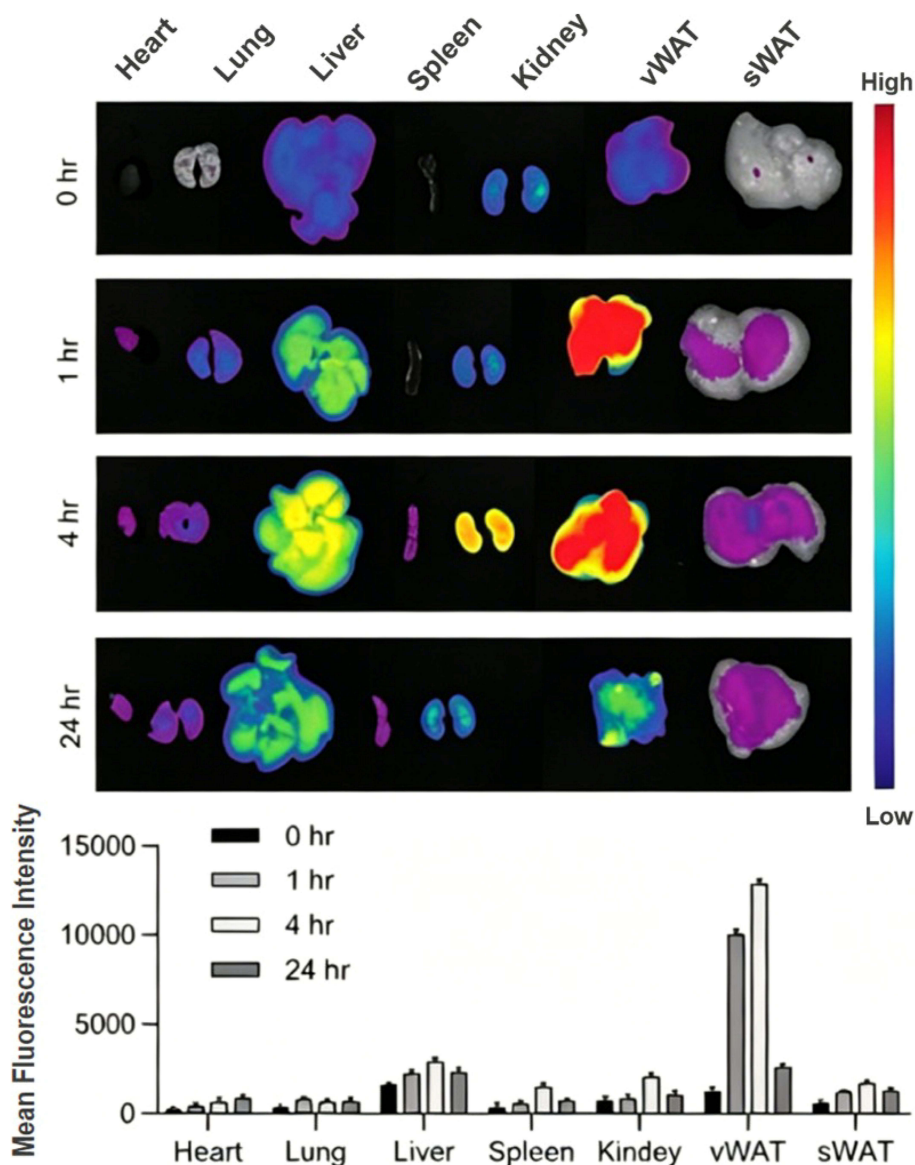 Heart Lung Liver Spleen Kidney vWAT sWAT
High
0 hr
1 hr
4 hr
24 hr
Low
Mean Fluorescence Intensity
15000
10000
5000
0
0 hr
1 hr
4 hr
24 hr
Heart Lung Liver Spleen Kindey vWAT sWAT